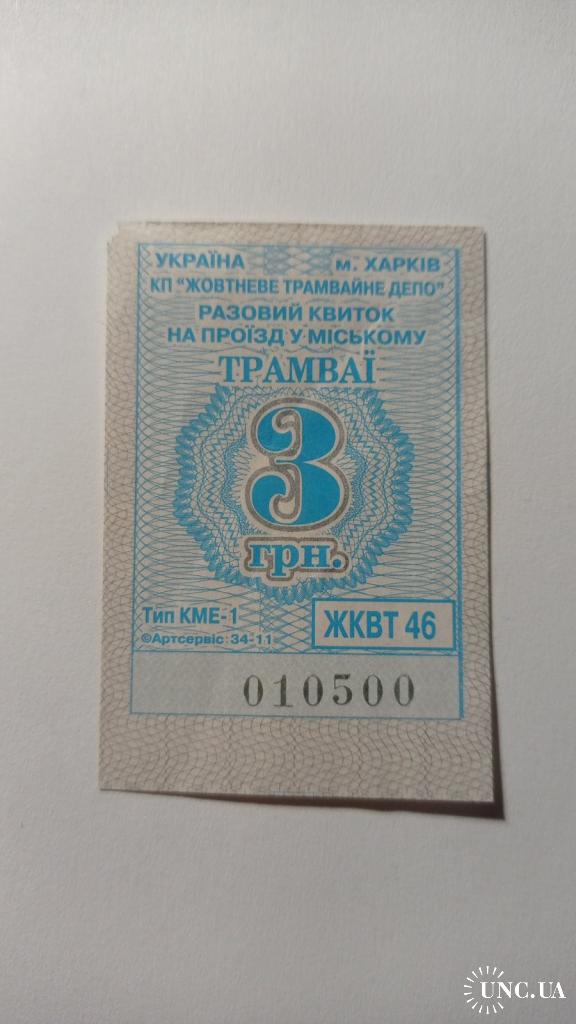 УКРАЇНА м. ХАРКІВ
КП "ЖОВТНЕВЕ ТРАМВАЙНЕ ДЕПО"
РАЗОВИЙ КВИТОК
НА ПРОЇЗД У МІСЬКОМУ
ТРАМВАЇ
3
грн.
Тип КМЕ-1
ЖКВТ 46
©Артсервіс 34-11
010500
UNC.UA